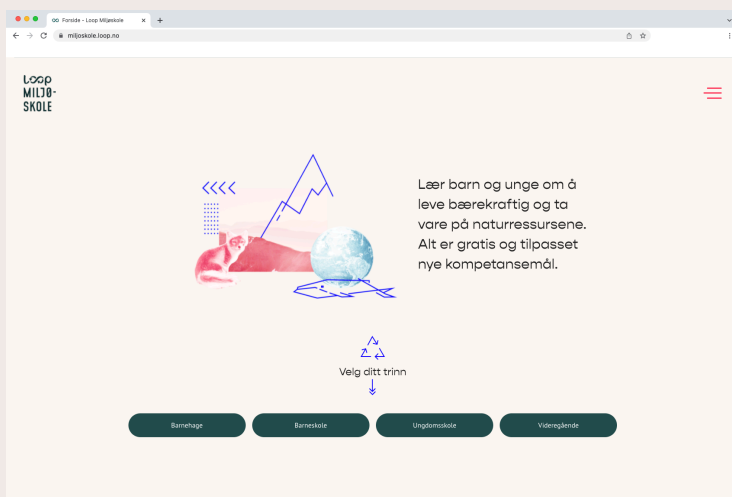 Forside – Loop Miljøskole
miljoskole.loop.no
Loop
MILJØ-
SKOLE
Lær barn og unge om å
leve bærekraftig og ta
vare på naturressursene.
Alt er gratis og tilpasset
nye kompetansemål.
Velg ditt trinn
Barnehage
Barneskole
Ungdomsskole
Videregående